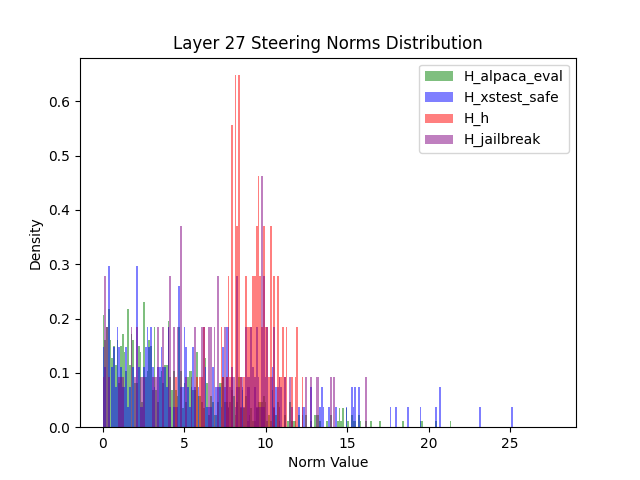 Layer 27 Steering Norms Distribution
H_alpaca_eval
H_xstest_safe
H_h
H_jailbreak
Density
0.6
0.5
0.4
0.3
0.2
0.1
0.0
0 5 10 15 20 25
Norm Value